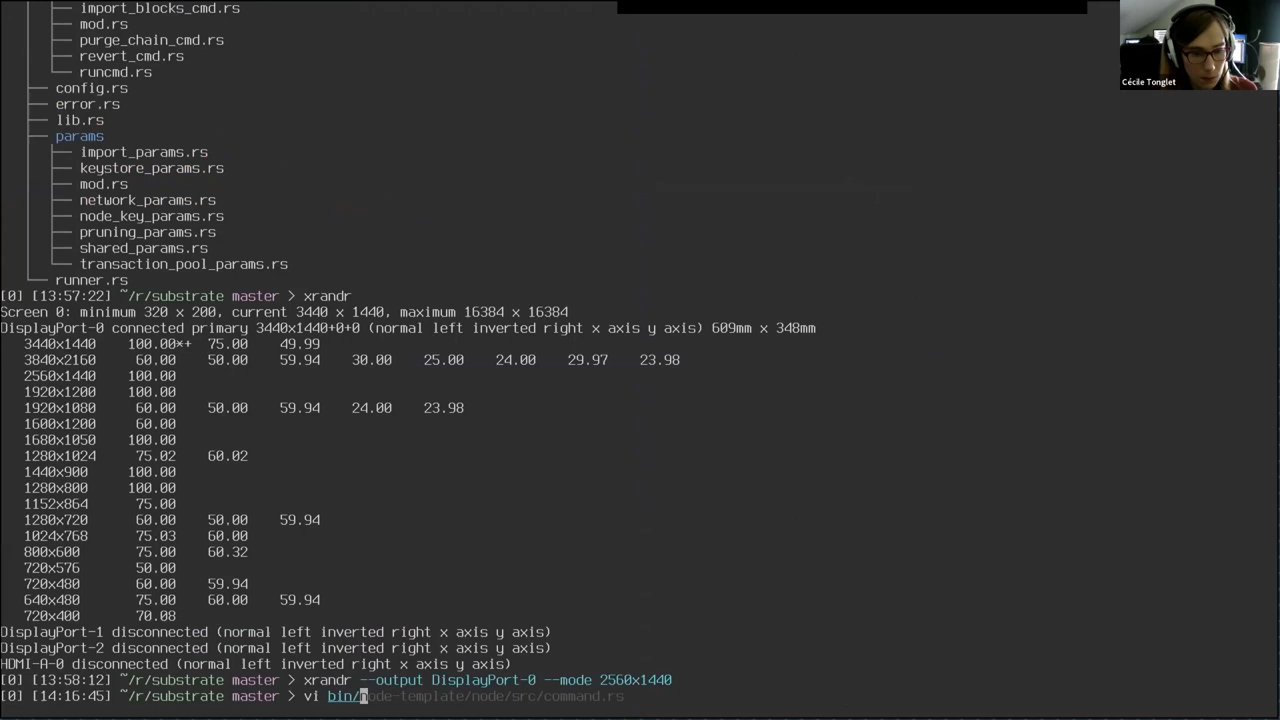 │   ├── import_blocks_cmd.rs
│   ├── mod.rs
│   ├── purge_chain_cmd.rs
│   ├── revert_cmd.rs
│   └── runcmd.rs
├── config.rs
├── error.rs
├── lib.rs
├── params
│   ├── import_params.rs
│   ├── keystore_params.rs
│   ├── mod.rs
│   ├── network_params.rs
│   ├── node_key_params.rs
│   ├── pruning_params.rs
│   ├── shared_params.rs
│   └── transaction_pool_params.rs
└── runner.rs
Cécile Tonglet
[0] [13:57:22] ~/r/substrate master > xrandr
Screen 0: minimum 320 x 200, current 3440 x 1440, maximum 16384 x 16384
DisplayPort-0 connected primary 3440x1440+0+0 (normal left inverted right x axis y axis) 609mm x 348mm
3440x1440 100.00*+ 75.00 49.99
3840x2160 60.00 50.00 59.94 30.00 25.00 24.00 29.97 23.98
2560x1440 100.00
1920x1200 100.00
1920x1080 60.00 50.00 59.94 24.00 23.98
1600x1200 60.00
1680x1050 100.00
1280x1024 75.02 60.02
1440x900 100.00
1280x800 100.00
1152x864 75.00
1280x720 60.00 50.00 59.94
1024x768 75.03 60.00
800x600 75.00 60.32
720x576 50.00
720x480 60.00 59.94
640x480 75.00 60.00 59.94
720x400 70.08
DisplayPort-1 disconnected (normal left inverted right x axis y axis)
DisplayPort-2 disconnected (normal left inverted right x axis y axis)
HDMI-A-0 disconnected (normal left inverted right x axis y axis)
[0] [13:58:12] ~/r/substrate master > xrandr --output DisplayPort-0 --mode 2560x1440
[0] [14:16:45] ~/r/substrate master > vi bin/node-template/node/src/command.rs